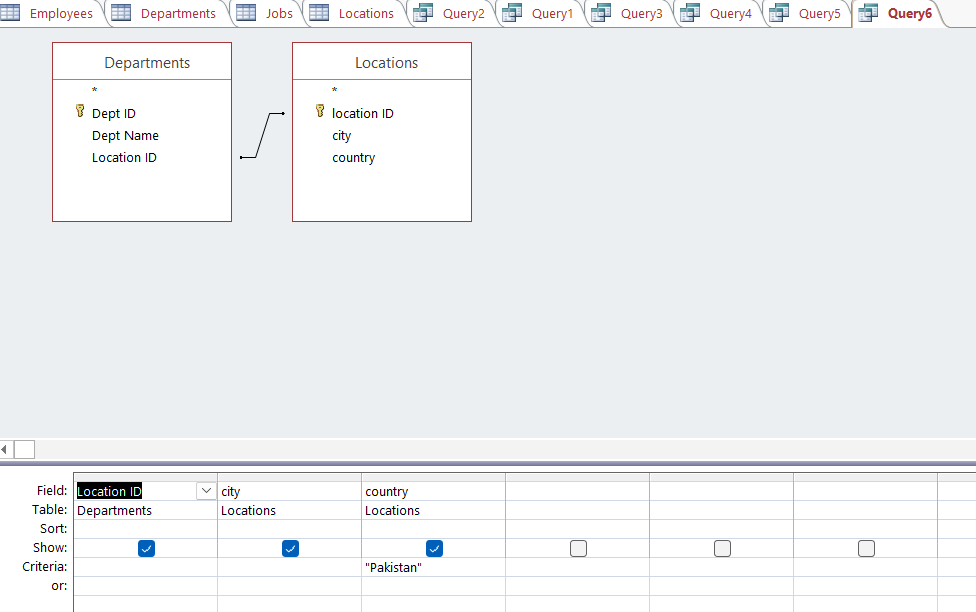 Employees Departments Jobs Locations Query2 Query1 Query3 Query4 Query5 Query6
Departments
*
Dept ID
Dept Name
Location ID
Locations
*
location ID
city
country
Field: Location ID city country
Table: Departments Locations Locations
Sort:
Show:
Criteria: "Pakistan"
or: